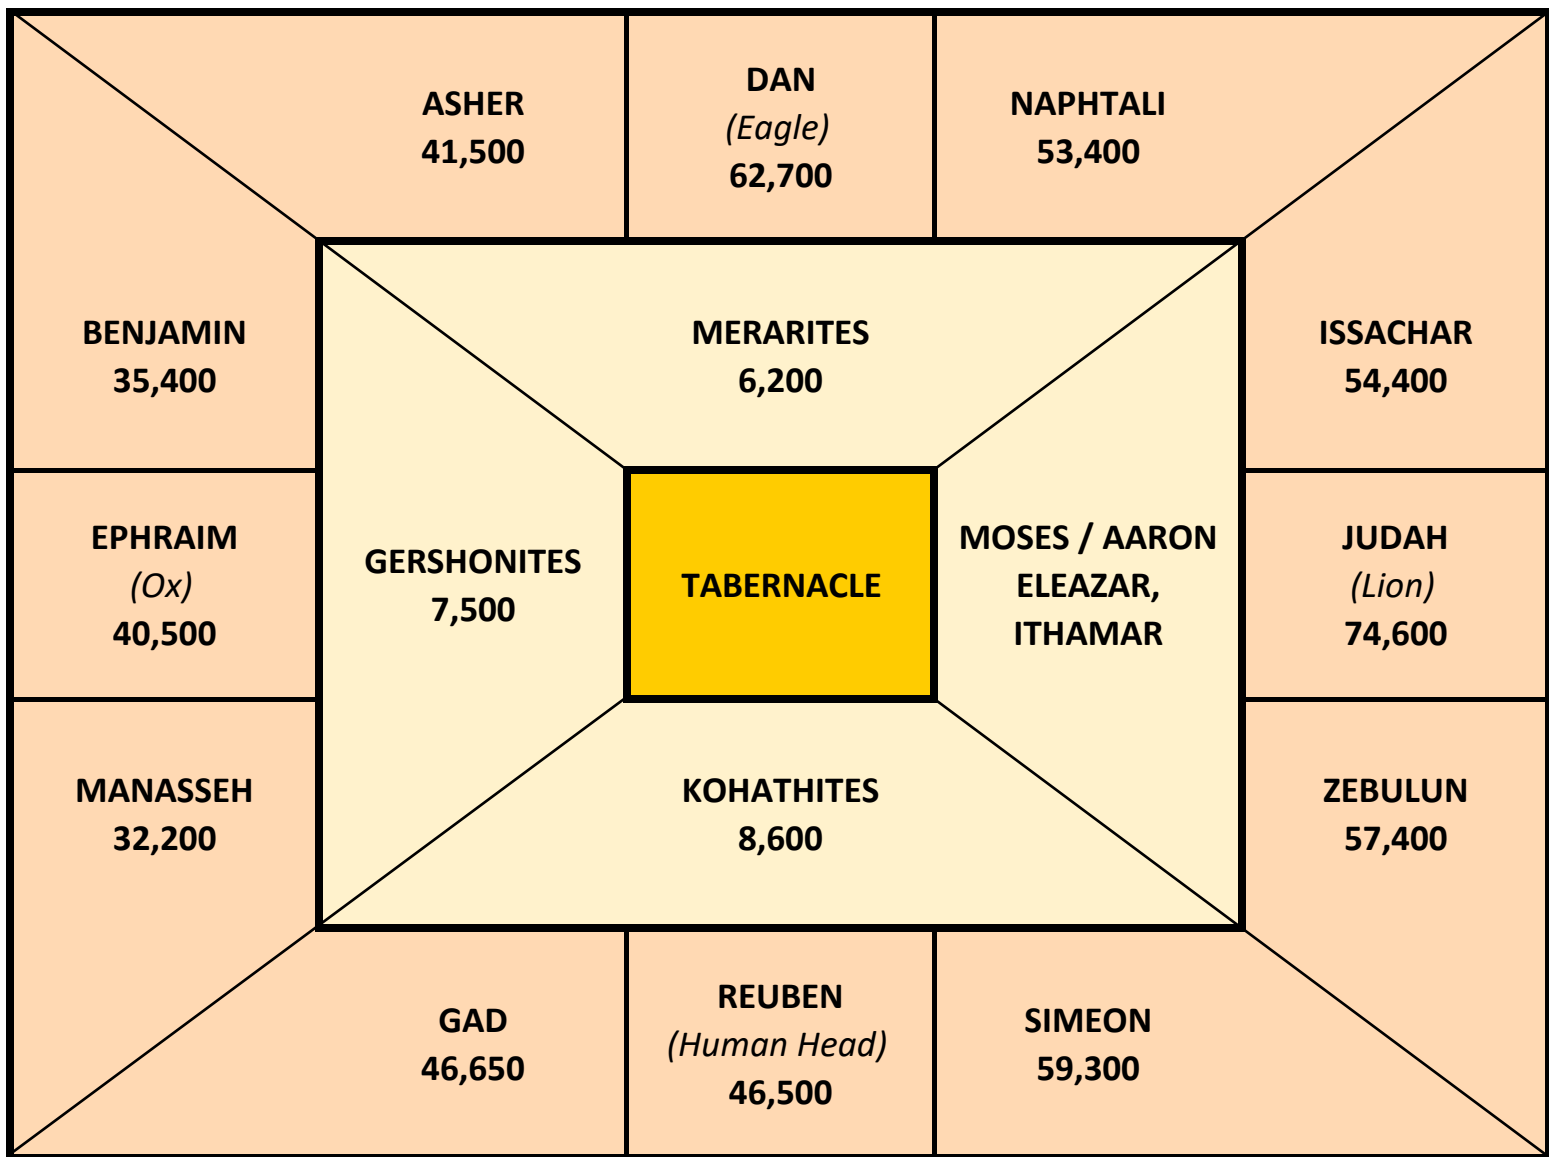 ASHER
41,500
DAN
(Eagle)
62,700
NAPHTALI
53,400
BENJAMIN
35,400
MERARITES
6,200
ISSACHAR
54,400
EPHRAIM
(Ox)
40,500
GERSHONITES
7,500
TABERNACLE
MOSES / AARON
ELEAZAR,
ITHAMAR
JUDAH
(Lion)
74,600
MANASSEH
32,200
KOHATHITES
8,600
ZEBULUN
57,400
GAD
46,650
REUBEN
(Human Head)
46,500
SIMEON
59,300